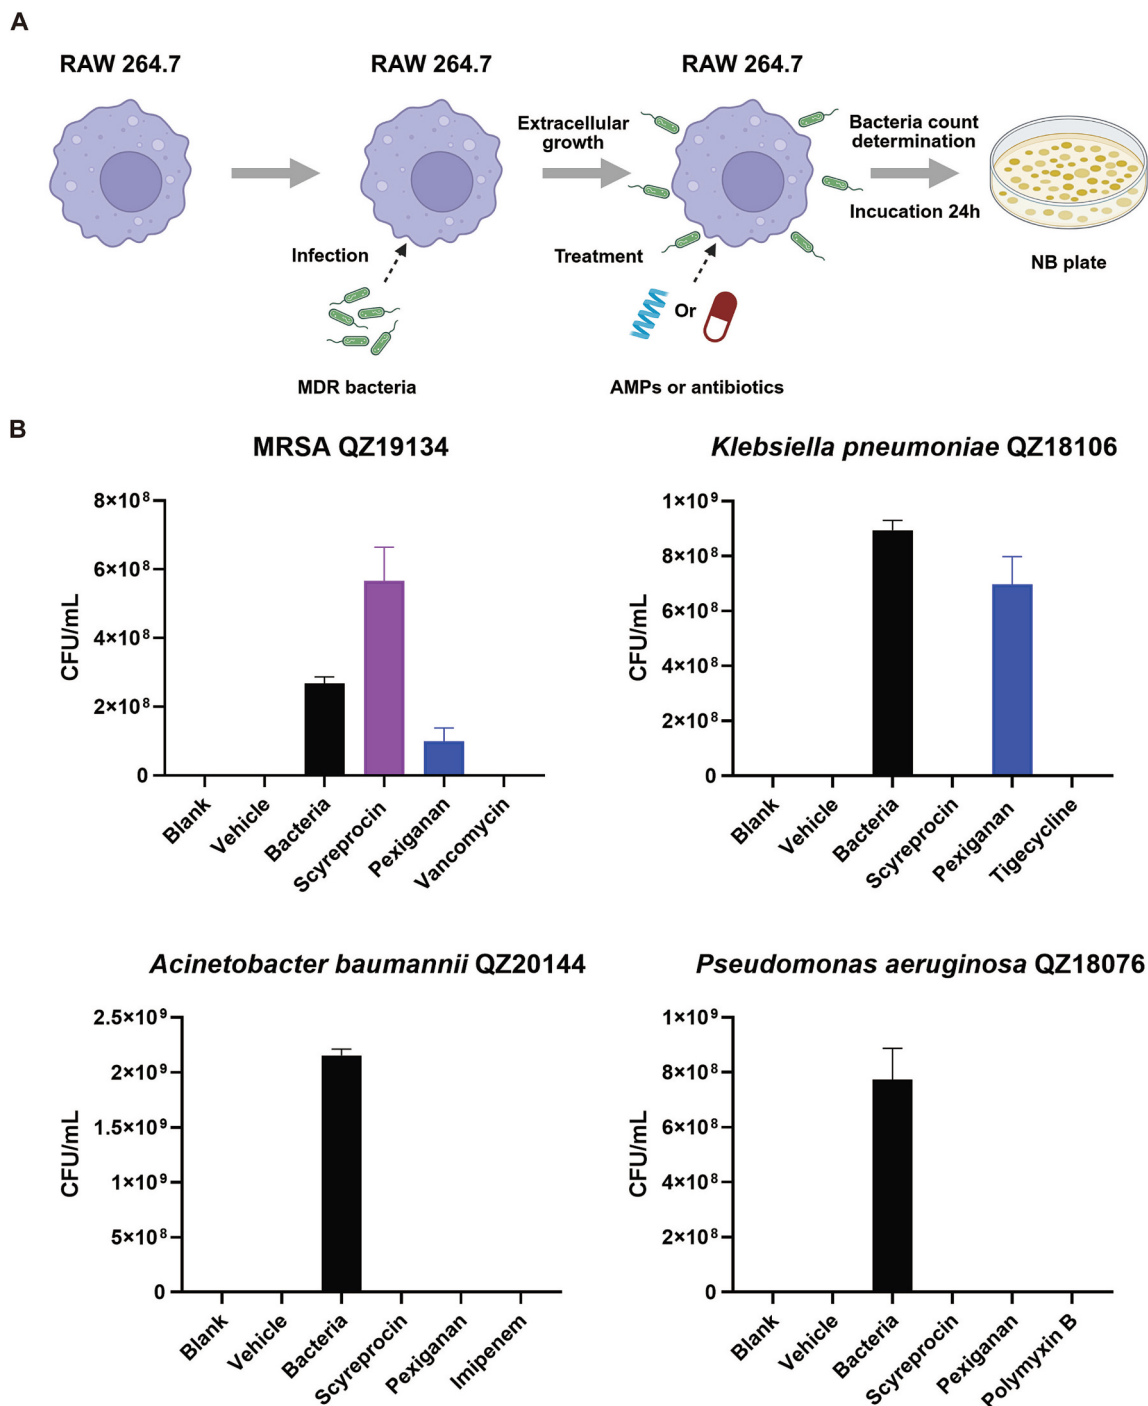 A
RAW 264.7
RAW 264.7
RAW 264.7
Extracellular
growth
Bacteria count
determination
Infection
Treatment
Incucation 24h
NB plate
Or
MDR bacteria
AMPs or antibiotics
B
MRSA QZ19134
CFU/mL
8×10⁸
6×10⁸
4×10⁸
2×10⁸
0
Blank
Vehicle
Bacteria
Scyreprocin
Pexiganan
Vancomycin
Klebsiella pneumoniae QZ18106
CFU/mL
1×10⁹
8×10⁸
6×10⁸
4×10⁸
2×10⁸
0
Blank
Vehicle
Bacteria
Scyreprocin
Pexiganan
Tigecycline
Acinetobacter baumannii QZ20144
CFU/mL
2.5×10⁹
2×10⁹
1.5×10⁹
1×10⁹
5×10⁸
0
Blank
Vehicle
Bacteria
Scyreprocin
Pexiganan
Imipenem
Pseudomonas aeruginosa QZ18076
CFU/mL
1×10⁹
8×10⁸
6×10⁸
4×10⁸
2×10⁸
0
Blank
Vehicle
Bacteria
Scyreprocin
Pexiganan
Polymyxin B